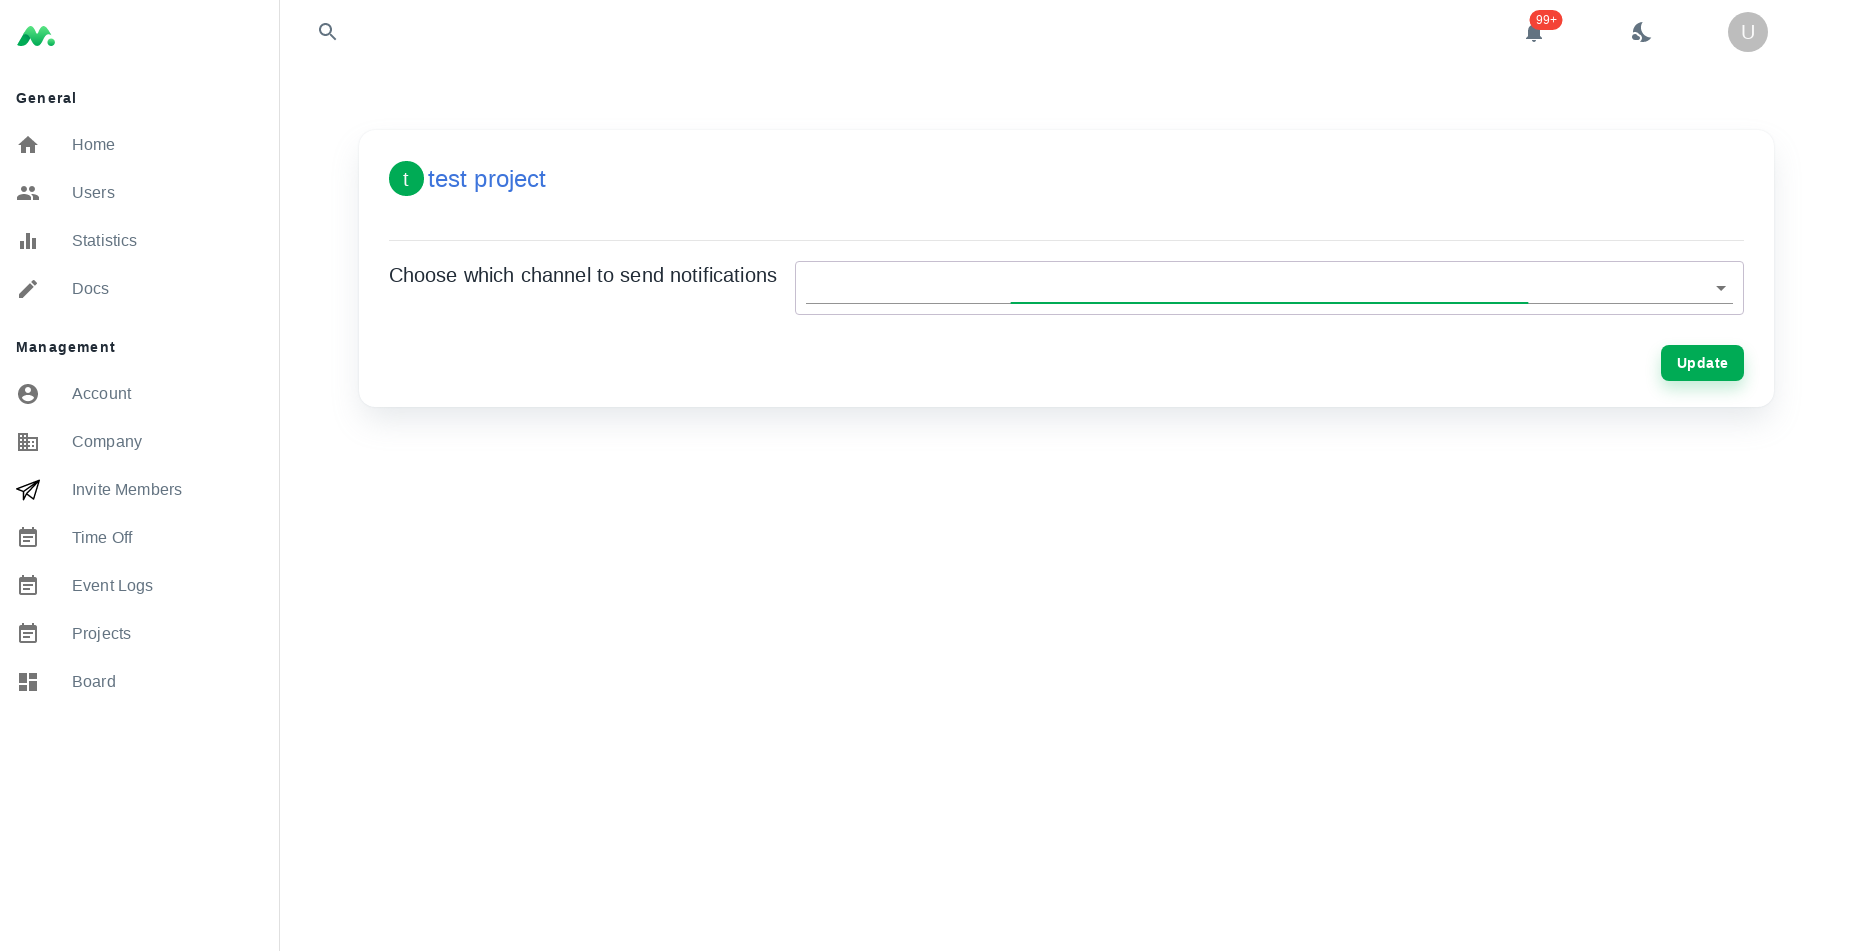 99+
U
General
Home
Users
Statistics
Docs
Management
Account
Company
Invite Members
Time Off
Event Logs
Projects
Board
t test project
Choose which channel to send notifications
Update